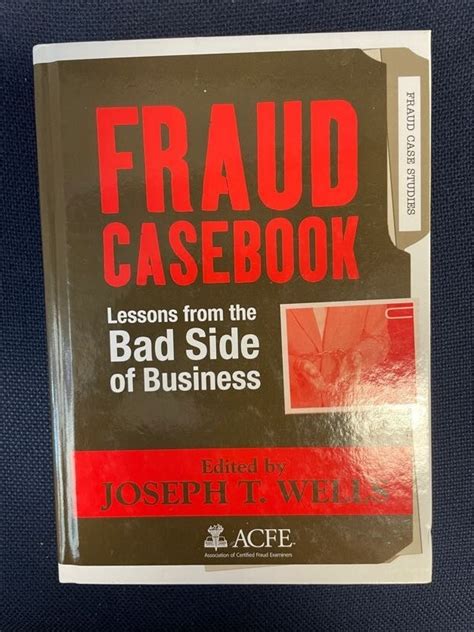 FRAUD CASE STUDIES
FRAUD
CASEBOOK
Lessons from the
Bad Side
of Business
Edited by
JOSEPH T. WELLS
ACFE
Association of Certified Fraud Examiners